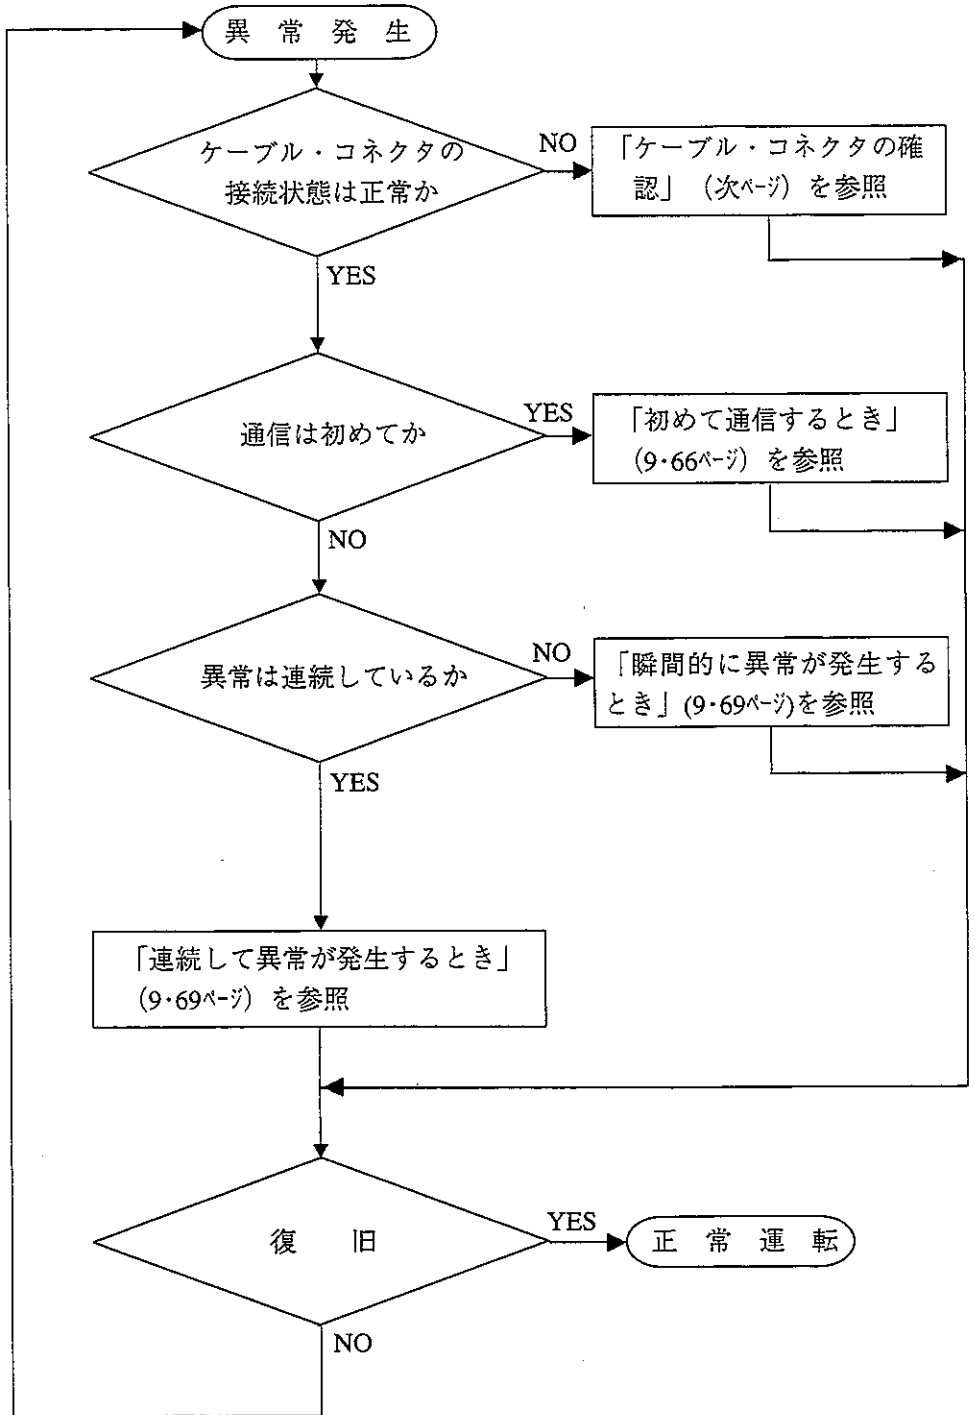 異常発生
ケーブル・コネクタの
接続状態は正常か
NO
「ケーブル・コネクタの確
認」（次ページ）を参照
YES
通信は初めてか
YES
「初めて通信するとき」
（9・66ページ）を参照
NO
異常は連続しているか
NO
「瞬間的に異常が発生する
とき」(9・69ページ)を参照
YES
「連続して異常が発生するとき」
（9・69ページ）を参照
復旧
YES
正常運転
NO